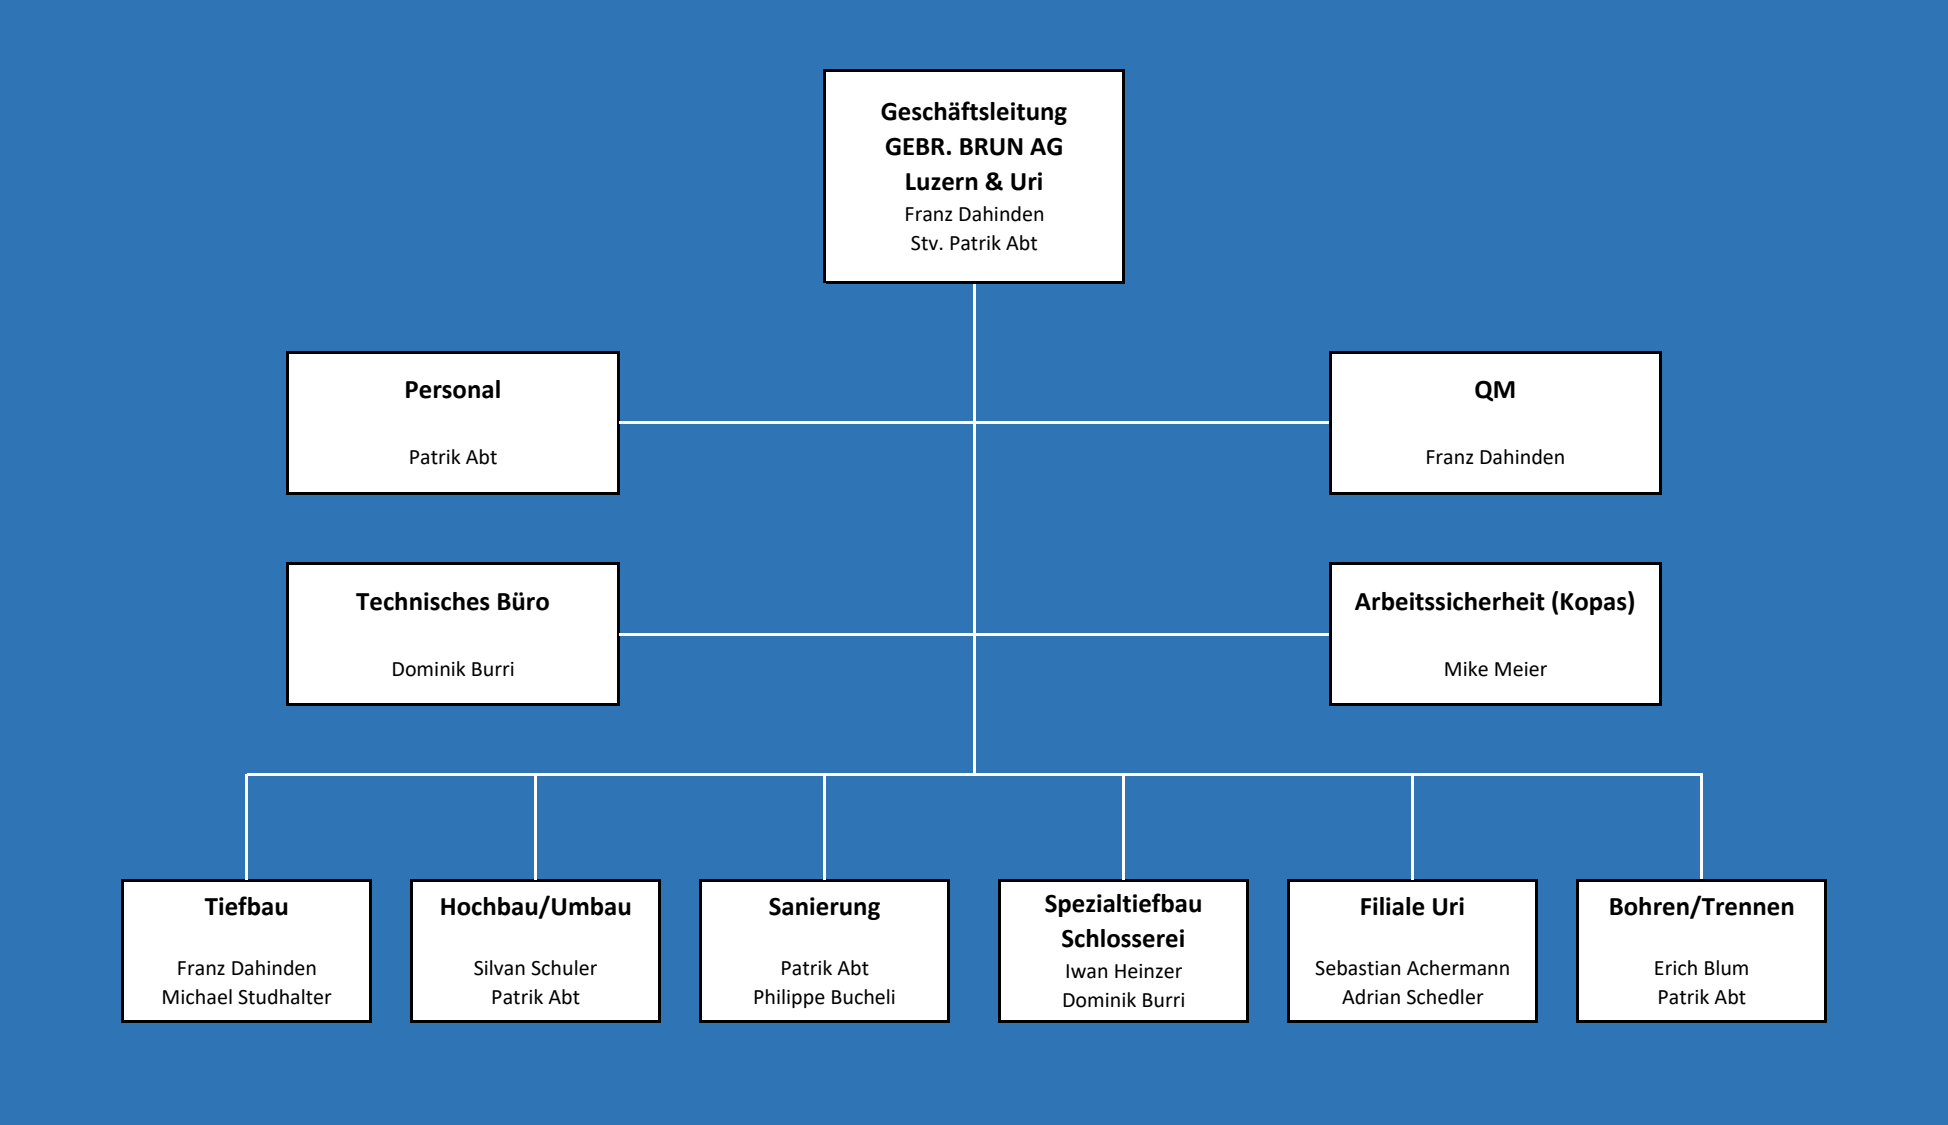 Geschäftsleitung
GEBR. BRUN AG
Luzern & Uri
Franz Dahinden
Stv. Patrik Abt
Personal
Patrik Abt
QM
Franz Dahinden
Technisches Büro
Dominik Burri
Arbeitssicherheit (Kopas)
Mike Meier
Tiefbau
Franz Dahinden
Michael Studhalter
Hochbau/Umbau
Silvan Schuler
Patrik Abt
Sanierung
Patrik Abt
Philippe Bucheli
Spezialtiefbau
Schlosserei
Iwan Heinzer
Dominik Burri
Filiale Uri
Sebastian Achermann
Adrian Schedler
Bohren/Trennen
Erich Blum
Patrik Abt